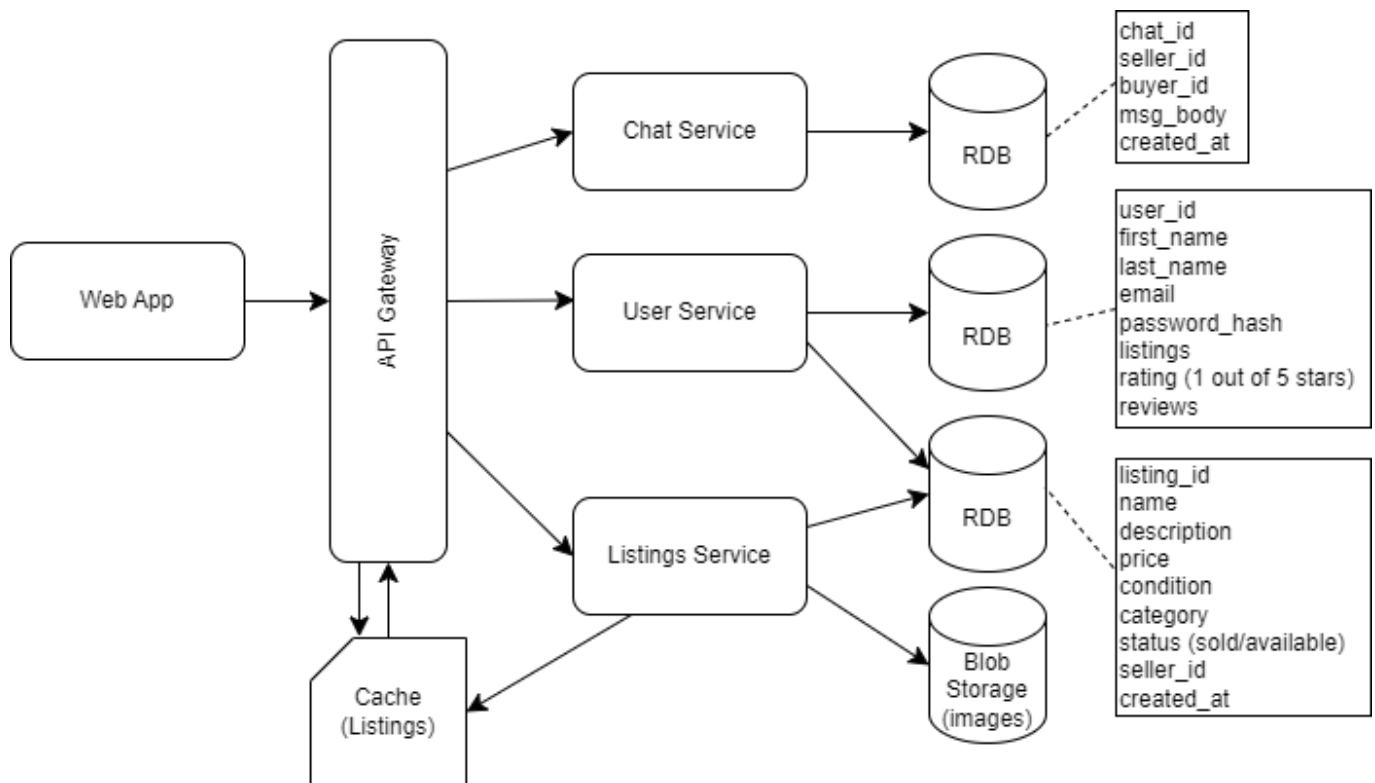 Web App
API Gateway
Cache
(Listings)
Chat Service
User Service
Listings Service
RDB
RDB
RDB
Blob
Storage
(images)
chat_id
seller_id
buyer_id
msg_body
created_at
user_id
first_name
last_name
email
password_hash
listings
rating (1 out of 5 stars)
reviews
listing_id
name
description
price
condition
category
status (sold/available)
seller_id
created_at